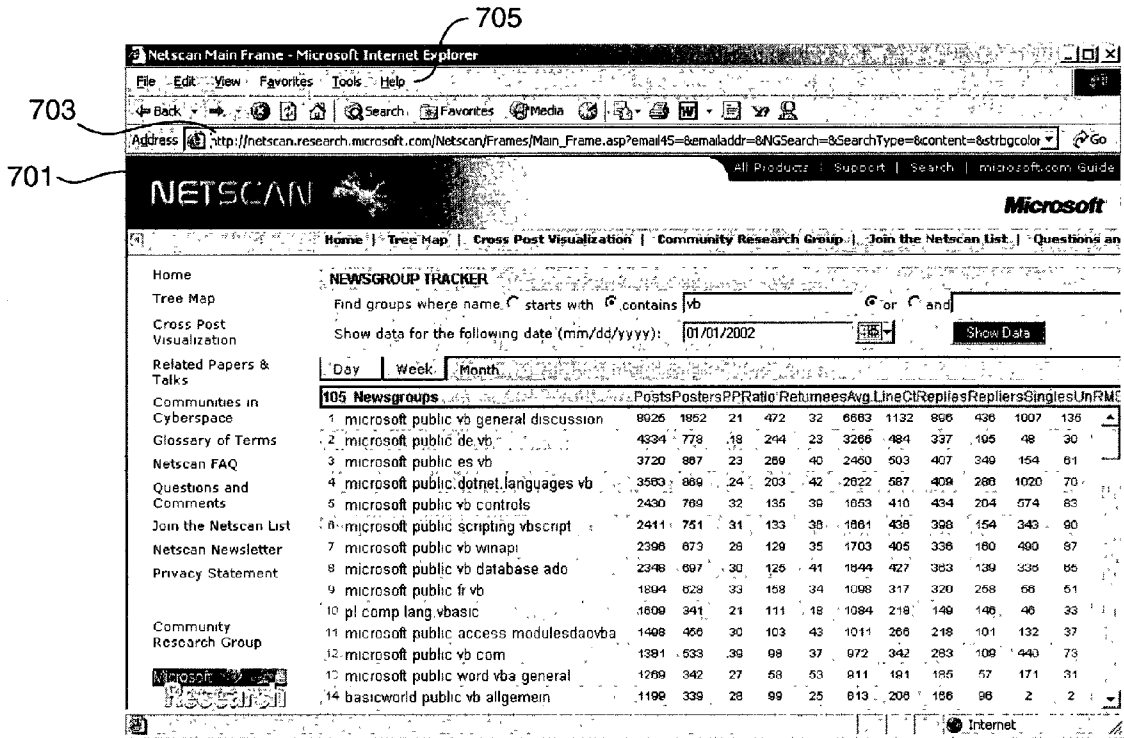 705
Netscan Main Frame - Microsoft Internet Explorer
File Edit View Favorites Tools Help
703
Back Search Favorites Media
Address http://netscan.research.microsoft.com/Netscan/Frames/Main_Frame.asp?email45=&emailaddr=&NGSearch=&SearchType=&content=&strbgcolor Go
701
All Products | Support | Search | microsoft.com Guide
NETSCAN
Microsoft
Home | Tree Map | Cross Post Visualization | Community Research Group | Join the Netscan List | Questions an
Home
Tree Map
Cross Post
Visualization
Related Papers &
Talks
Communities in
Cyberspace
Glossary of Terms
Netscan FAQ
Questions and
Comments
Join the Netscan List
Netscan Newsletter
Privacy Statement
Community
Research Group
Microsoft
Research
NEWSGROUP TRACKER
Find groups where name starts with contains vb or and
Show data for the following date (mm/dd/yyyy): 01/01/2002 Show Data
Day Week Month
105 Newsgroups Posts Posters PPRatio Returnees Avg.LineCt Replies Repliers Singles UnRMS
1 microsoft public vb general discussion 8925 1852 21 472 32 6663 1132 896 436 1007 136
2 microsoft public de vb 4334 778 .18 244 23 3266 484 337 195 48 30
3 microsoft public es vb 3720 867 23 269 40 2460 503 407 349 154 61
4 microsoft public.dotnet.languages vb 3563 869 .24 203 42 2622 587 409 286 1020 70
5 microsoft public vb controls 2430 769 32 135 39 1653 410 434 204 574 83
6 microsoft public scripting vbscript 2411 751 31 133 38 1661 436 398 154 343 90
7 microsoft public vb winapi 2396 673 28 129 35 1703 405 336 160 490 87
8 microsoft public vb database ado 2348 697 30 125 41 1644 427 363 139 336 65
9 microsoft public fr vb 1894 629 33 158 34 1098 317 320 258 56 51
10 pl comp lang.vbasic 1609 341 21 111 18 1084 218 149 146 46 33
11 microsoft public access modulesdaovba 1498 456 30 103 43 1011 266 218 101 132 37
12 microsoft public vb com 1381 533 .39 98 37 972 342 283 109 440 73
13 microsoft public word vba general 1269 342 27 58 53 911 191 185 57 171 31
14 basicworld public vb allgemein 1199 339 28 99 25 813 206 166 96 2 2
Internet